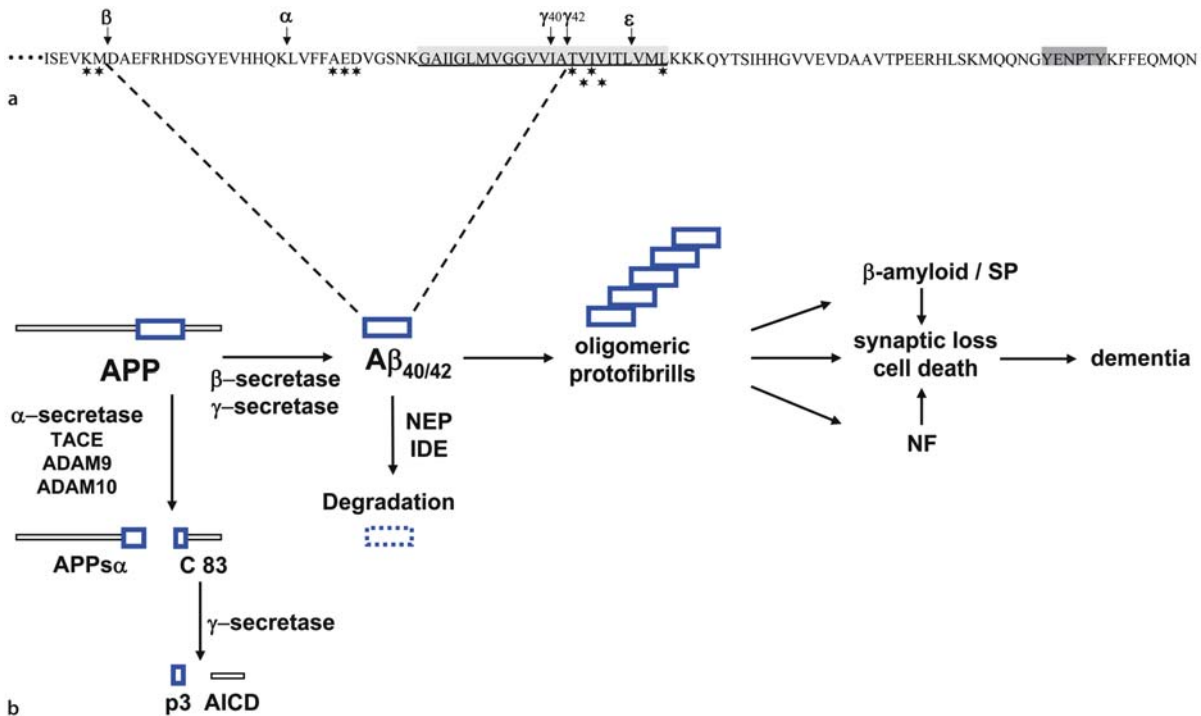 β α γ40 γ42 ε
····ISEVKMDAEFRHDSGYEVHHQKLVFFAEDVGSNKGAIIGLMVGGVVIATVIVITLVMLKKKQYTSIHHGVVEVDAAVTPEERHLSKMQQNGYENPTYKFFEQMQN
a
APP
β–secretase
γ–secretase
Aβ40/42
oligomeric
protofibrills
β-amyloid / SP
synaptic loss
cell death
dementia
NF
α–secretase
TACE
ADAM9
ADAM10
NEP
IDE
Degradation
APPsα
C 83
γ–secretase
p3
AICD
b